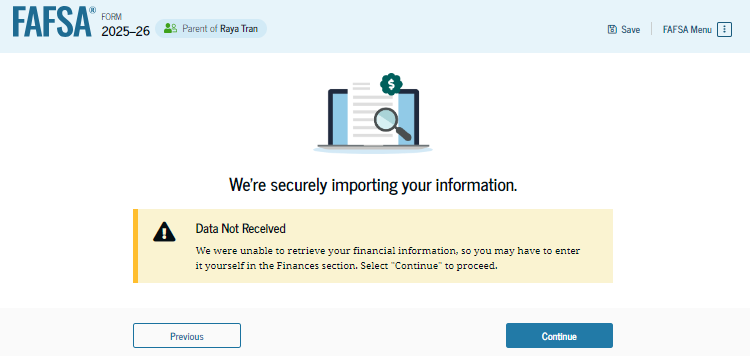 FAFSA®
FORM
2025–26
Parent of Raya Tran
Save
FAFSA Menu
$
We're securely importing your information.
Data Not Received
We were unable to retrieve your financial information, so you may have to enter
it yourself in the Finances section. Select "Continue" to proceed.
Previous
Continue